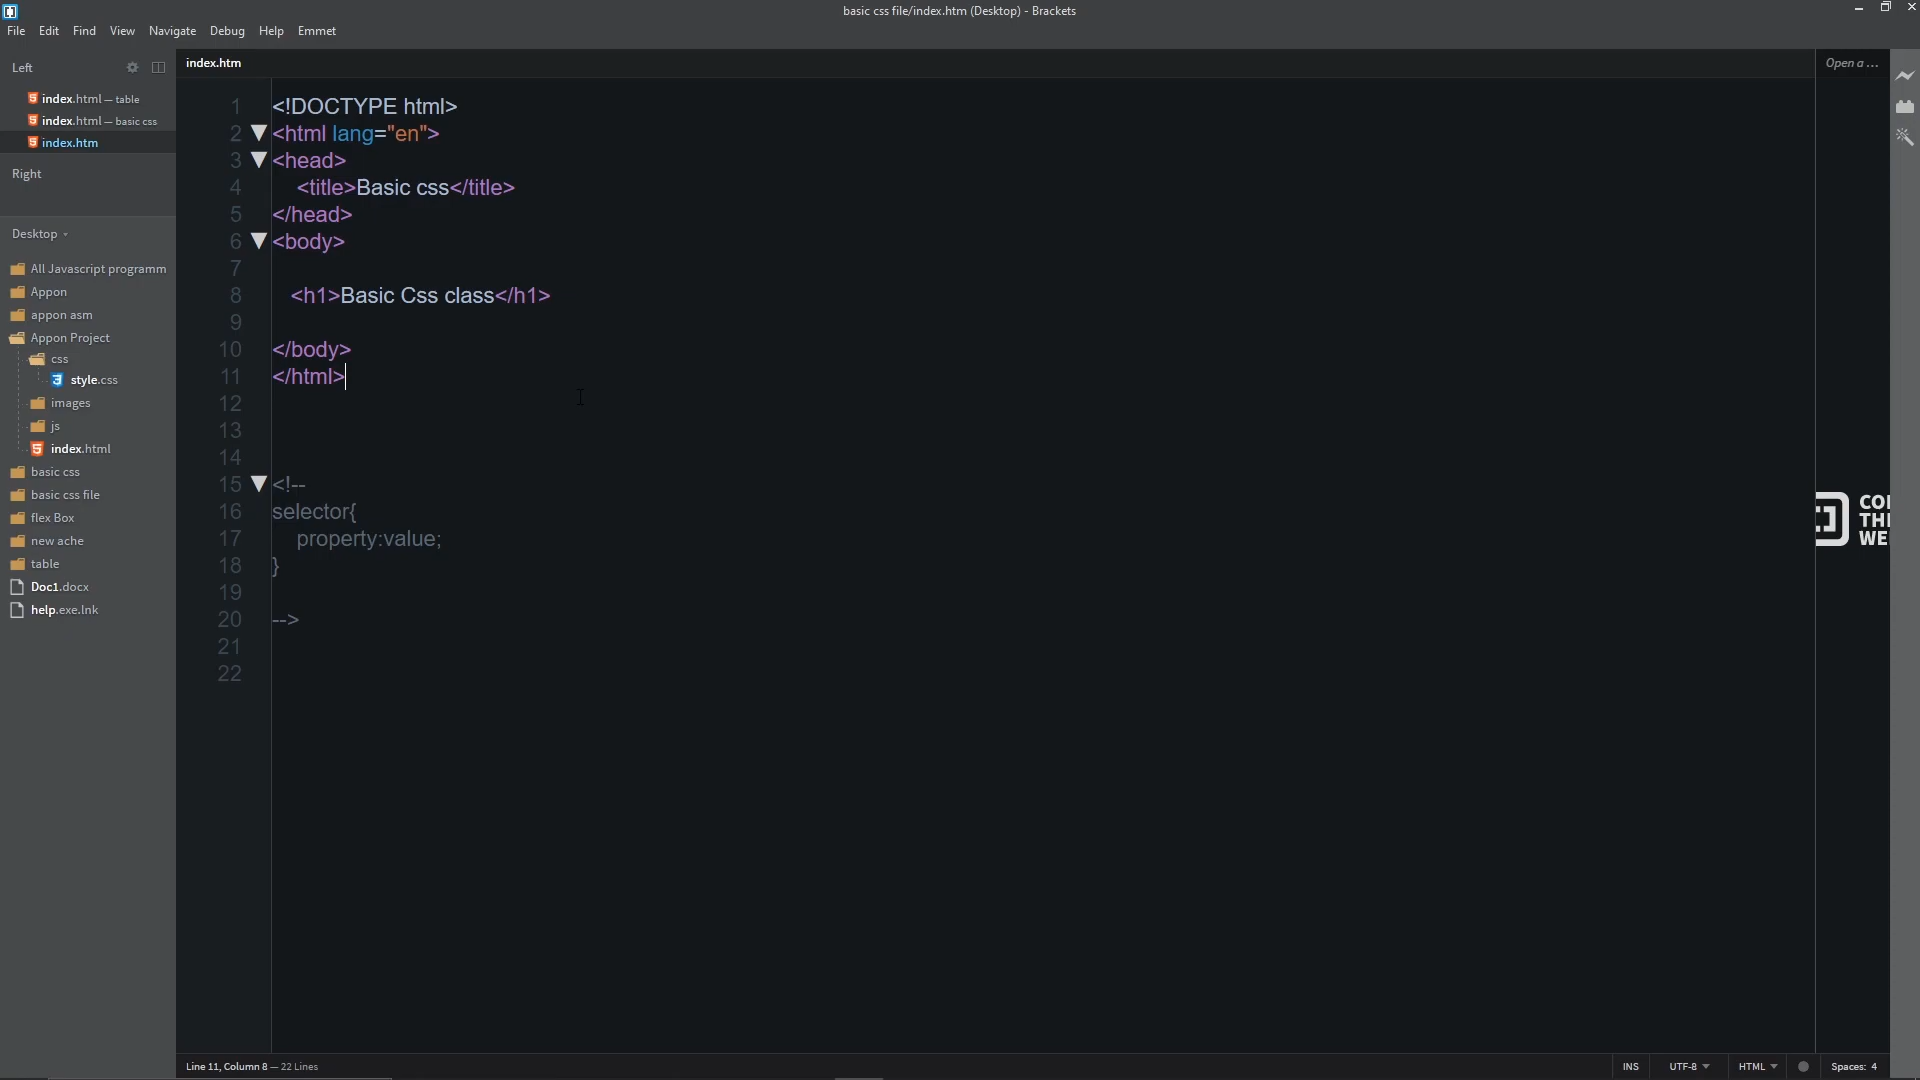 basic css file/index.htm (Desktop) - Brackets
File Edit Find View Navigate Debug Help Emmet
Left
index.html — table
index.html — basic css
index.htm
Right
Desktop
All Javascript programm
Appon
appon asm
Appon Project
css
style.css
images
js
index.html
basic css
basic css file
flex Box
new ache
table
Doc1.docx
help.exe.lnk
index.htm
Open a ...
1 <!DOCTYPE html>
2 <html lang="en">
3 <head>
4 <title>Basic css</title>
5 </head>
6 <body>
7
8 <h1>Basic Css class</h1>
9
10 </body>
11 </html>
12
13
14
15 <!--
16 selector{
17 property:value;
18 }
19
20 -->
21
22
THE
Line 11, Column 8 — 22 Lines
INS UTF-8 HTML Spaces: 4